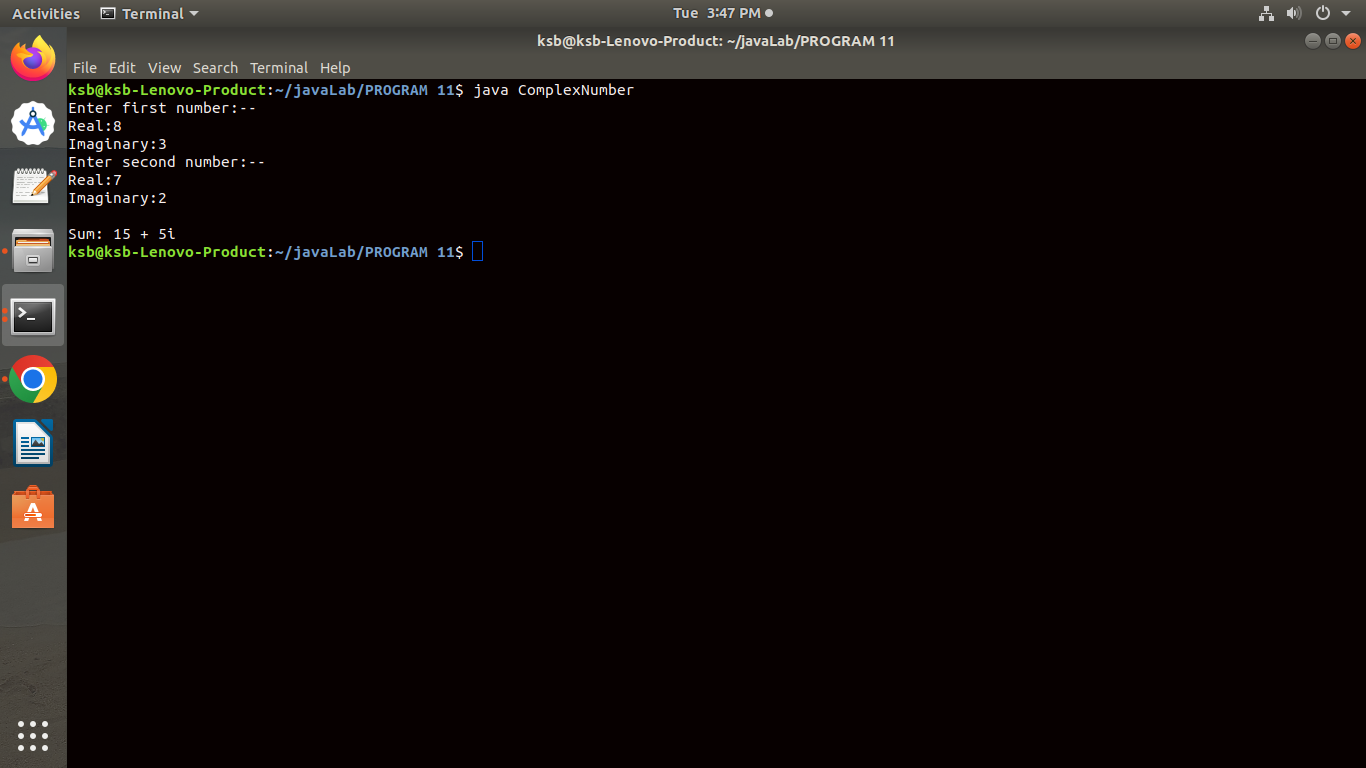 Activities Terminal Tue 3:47 PM
ksb@ksb-Lenovo-Product: ~/javaLab/PROGRAM 11
File Edit View Search Terminal Help
ksb@ksb-Lenovo-Product:~/javaLab/PROGRAM 11$ java ComplexNumber
Enter first number:--
Real:8
Imaginary:3
Enter second number:--
Real:7
Imaginary:2
Sum: 15 + 5i
ksb@ksb-Lenovo-Product:~/javaLab/PROGRAM 11$